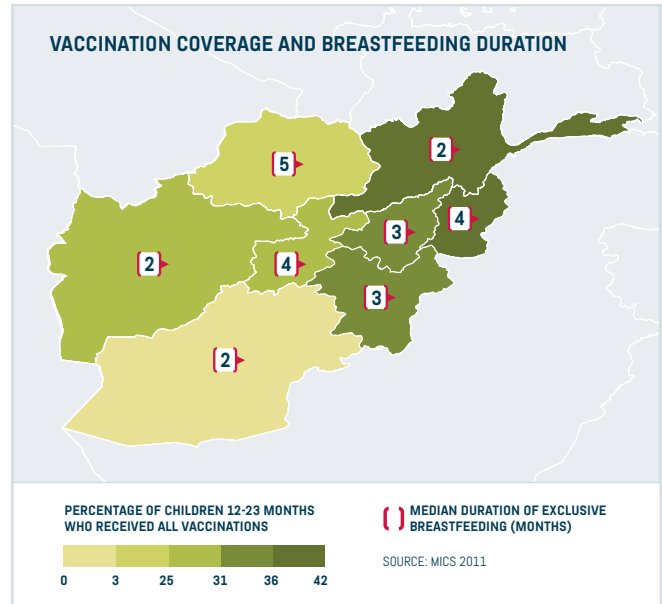 VACCINATION COVERAGE AND BREASTFEEDING DURATION
5
2
4
3
2
4
3
2
PERCENTAGE OF CHILDREN 12-23 MONTHS
WHO RECEIVED ALL VACCINATIONS
0 3 25 31 36 42
[ ] MEDIAN DURATION OF EXCLUSIVE
BREASTFEEDING (MONTHS)
SOURCE: MICS 2011